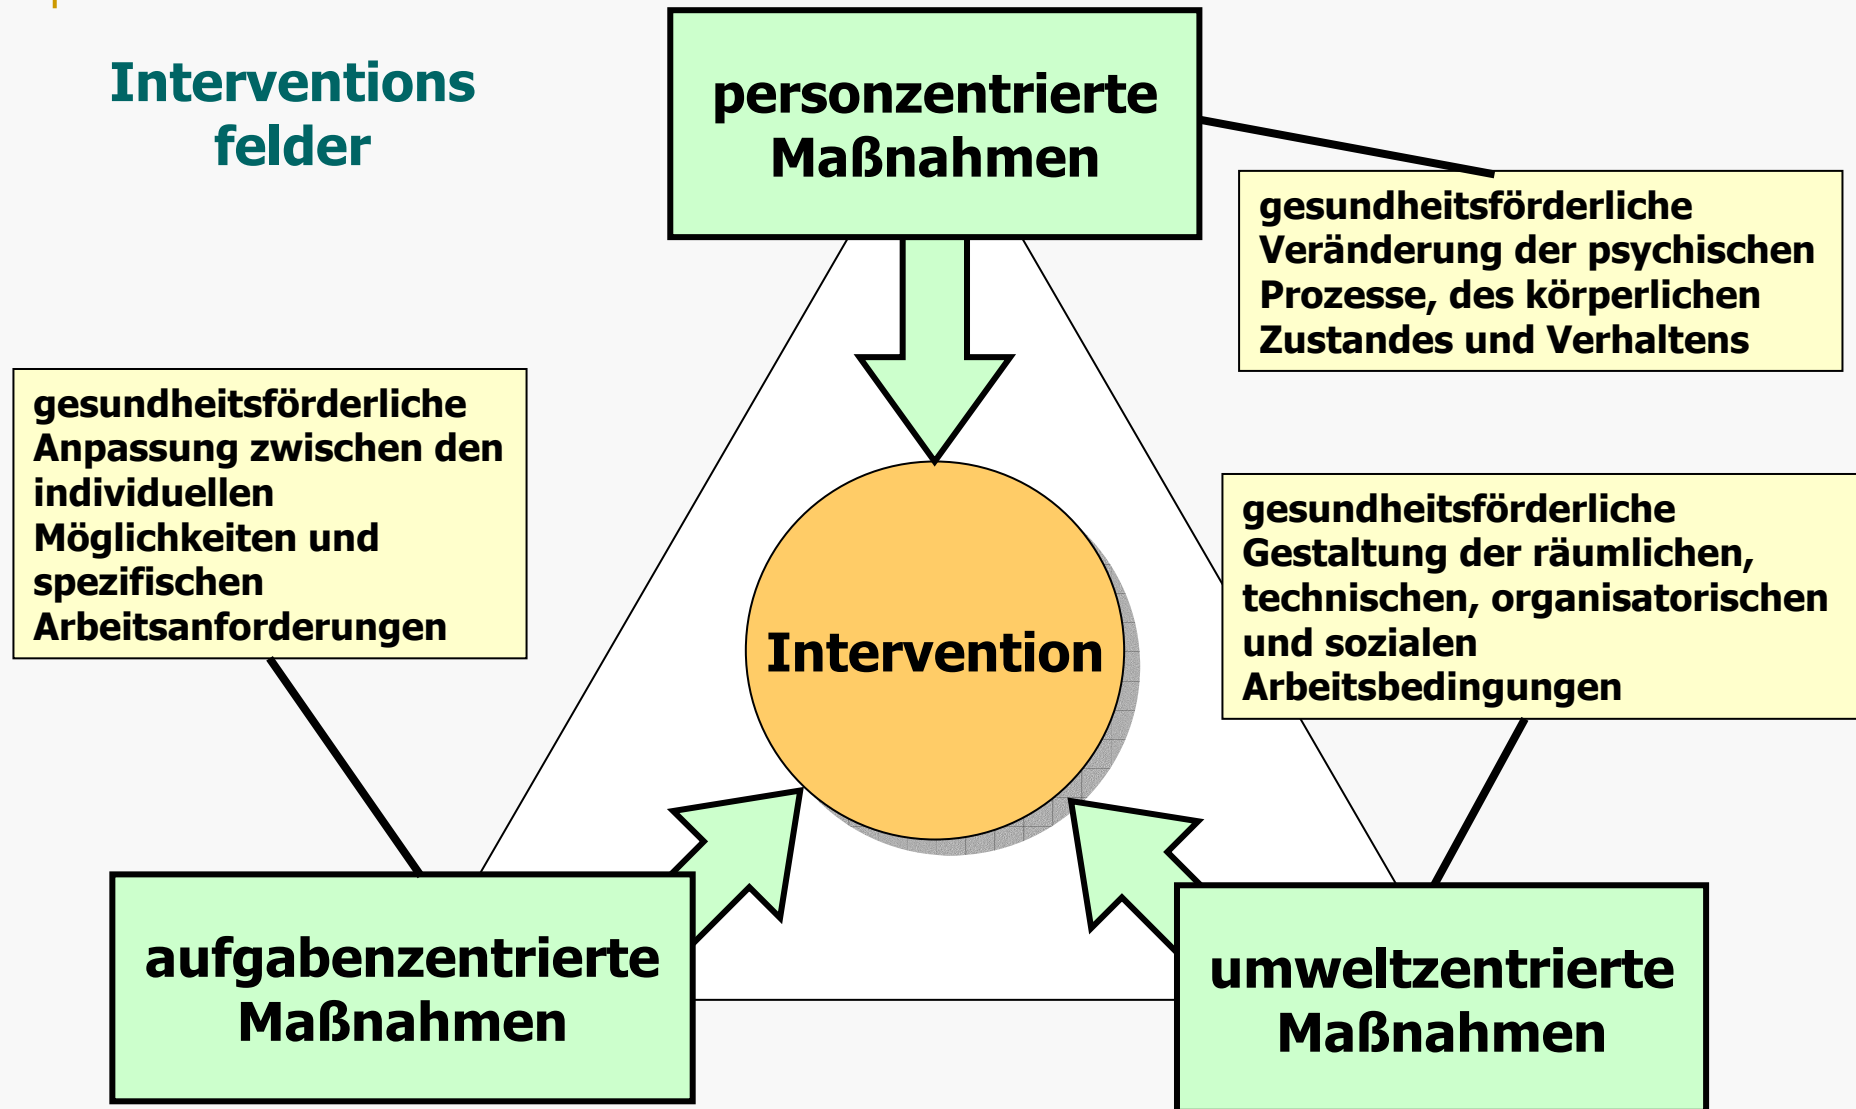 Interventions
felder
personzentrierte
Maßnahmen
gesundheitsförderliche
Veränderung der psychischen
Prozesse, des körperlichen
Zustandes und Verhaltens
gesundheitsförderliche
Anpassung zwischen den
individuellen
Möglichkeiten und
spezifischen
Arbeitsanforderungen
gesundheitsförderliche
Gestaltung der räumlichen,
technischen, organisatorischen
und sozialen
Arbeitsbedingungen
Intervention
aufgabenzentrierte
Maßnahmen
umweltzentrierte
Maßnahmen